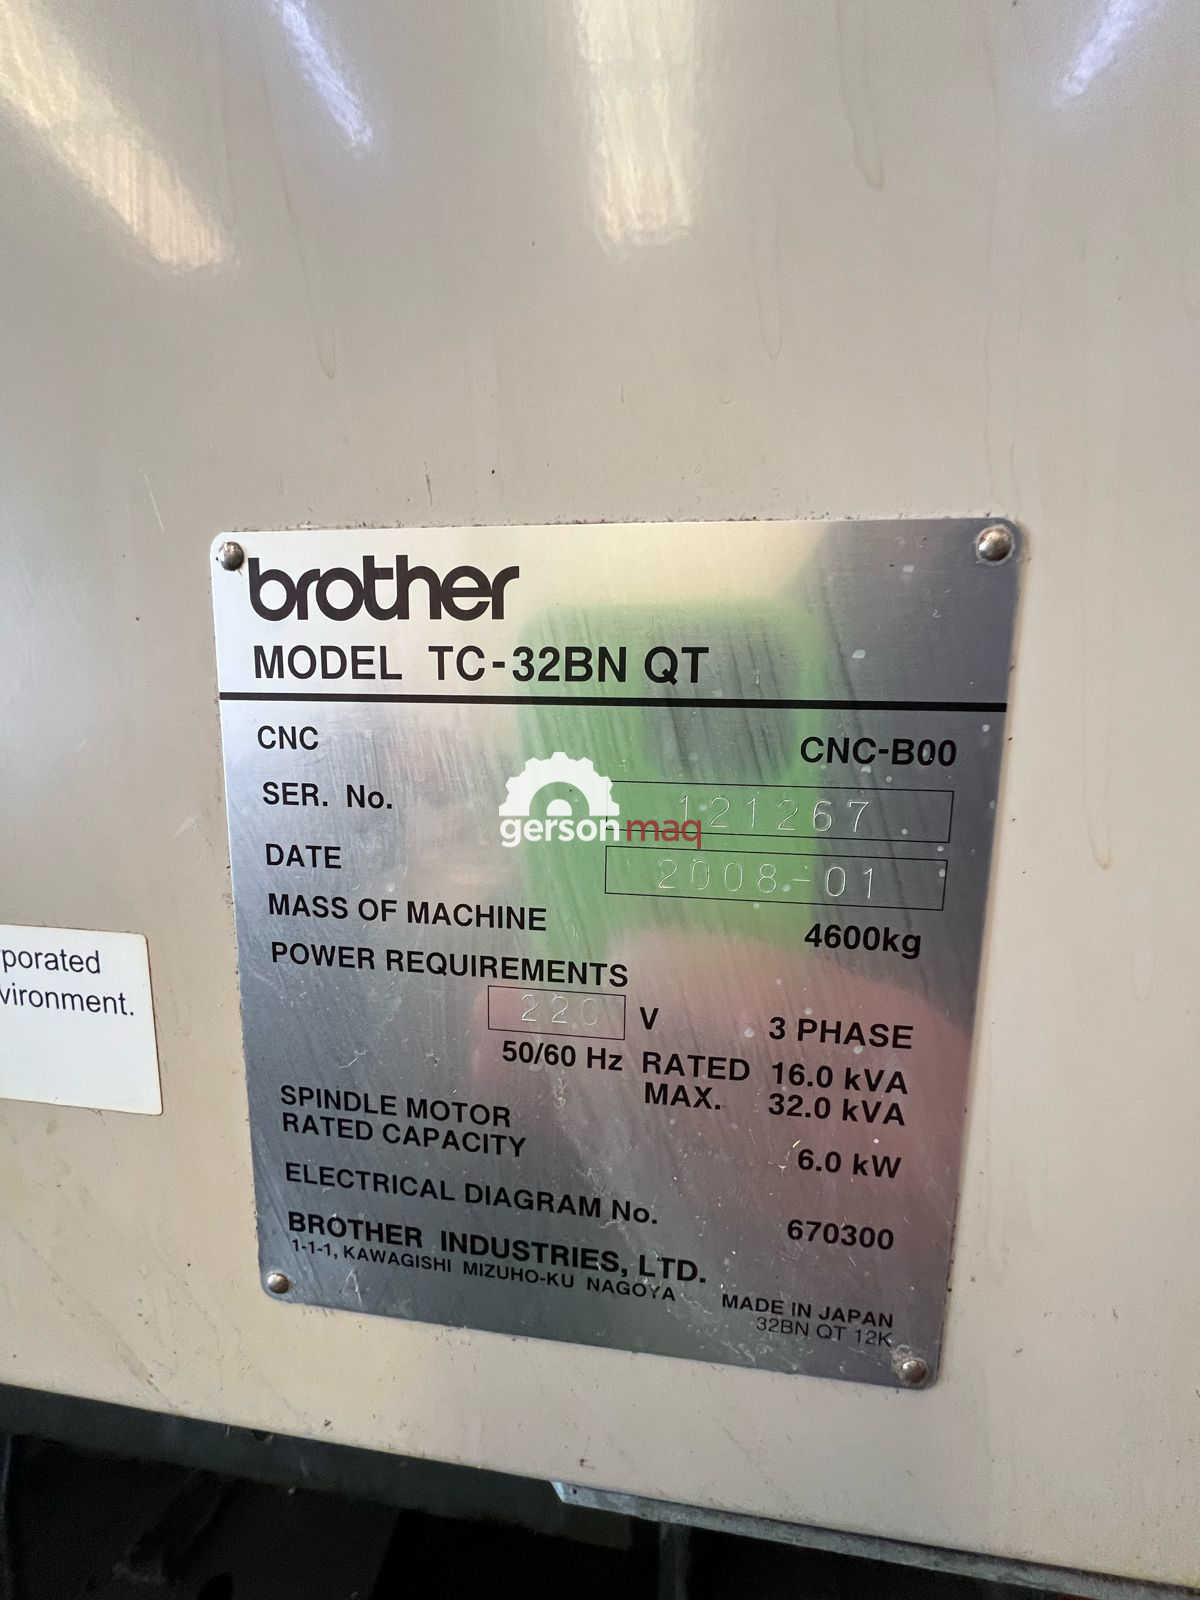 brother
MODEL TC-32BN QT
CNC CNC-B00
SER. No. 121267
gersonmaq
DATE 2008-01
MASS OF MACHINE 4600kg
POWER REQUIREMENTS
220 V 3 PHASE
50/60 Hz RATED 16.0 kVA
MAX. 32.0 kVA
SPINDLE MOTOR
RATED CAPACITY 6.0 kW
ELECTRICAL DIAGRAM No. 670300
BROTHER INDUSTRIES, LTD.
1-1-1, KAWAGISHI MIZUHO-KU NAGOYA
MADE IN JAPAN
32BN QT 12K
porated
vironment.